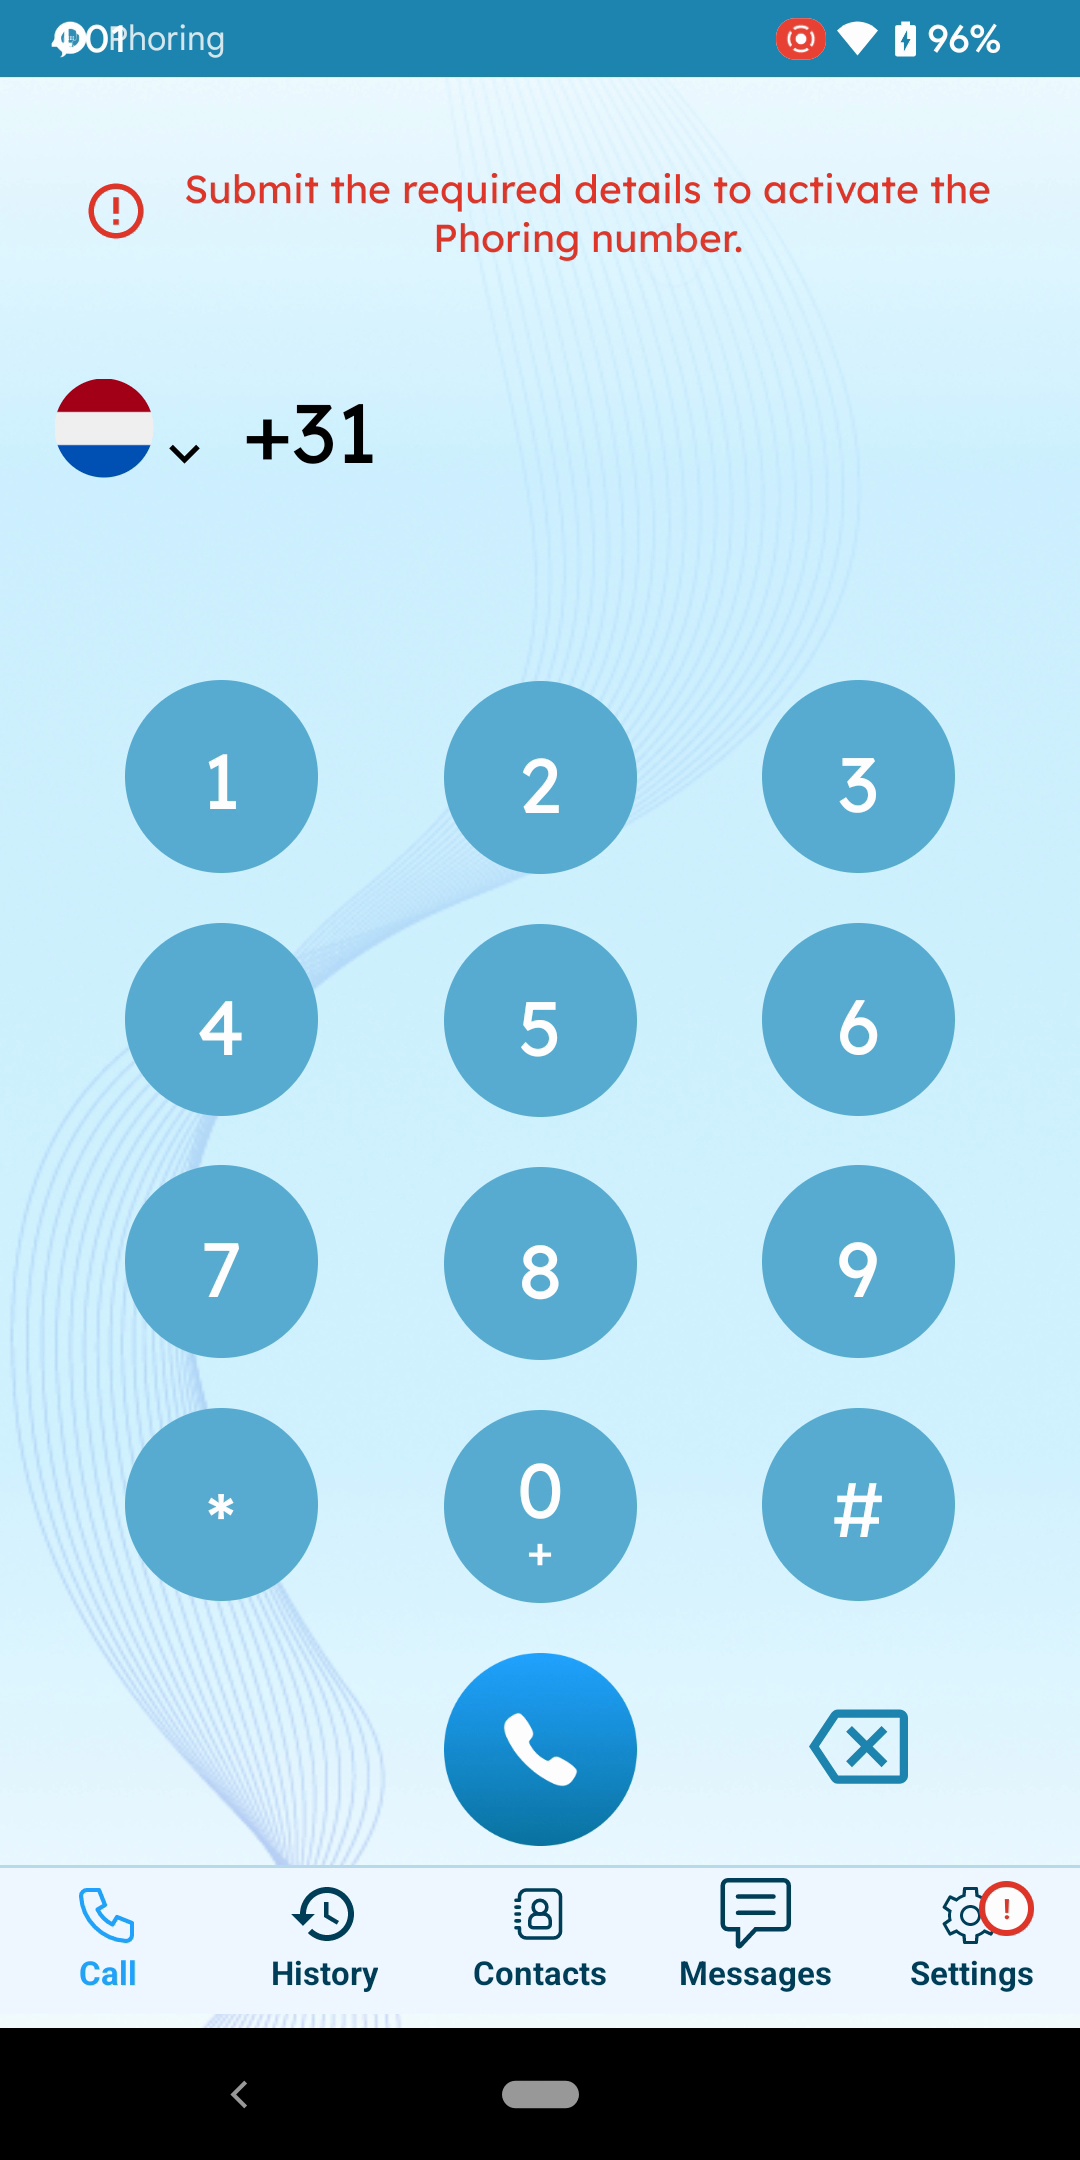 Phoring 96%
Submit the required details to activate the
Phoring number.
+31
1 2 3
4 5 6
7 8 9
* 0 #
+
Call History Contacts Messages Settings